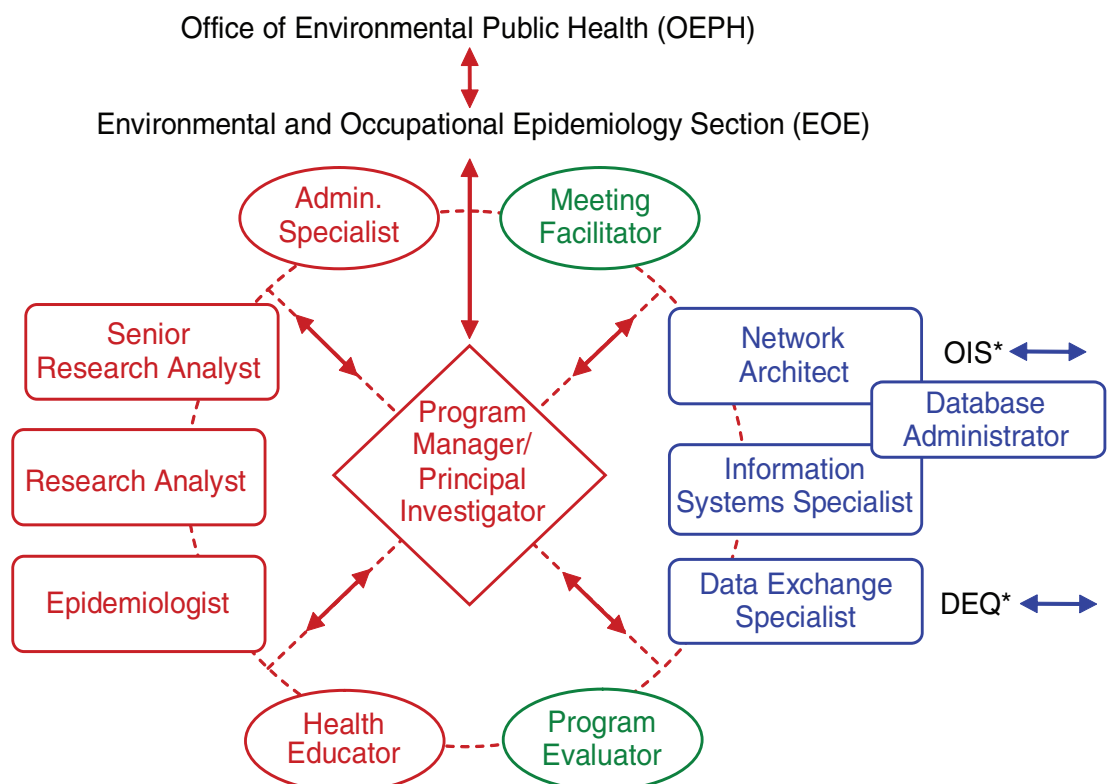 Office of Environmental Public Health (OEPH)
Environmental and Occupational Epidemiology Section (EOE)
Admin.
Specialist
Meeting
Facilitator
Senior
Research Analyst
Network
Architect
OIS*
Database
Administrator
Program
Manager/
Principal
Investigator
Research Analyst
Information
Systems Specialist
Epidemiologist
Data Exchange
Specialist
DEQ*
Health
Educator
Program
Evaluator